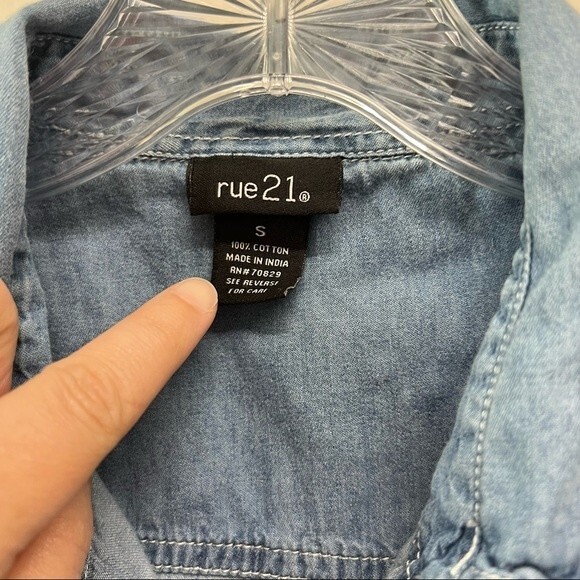 rue21®
S
100% COTTON
MADE IN INDIA
RN#70829
SEE REVERSE
FOR CARE